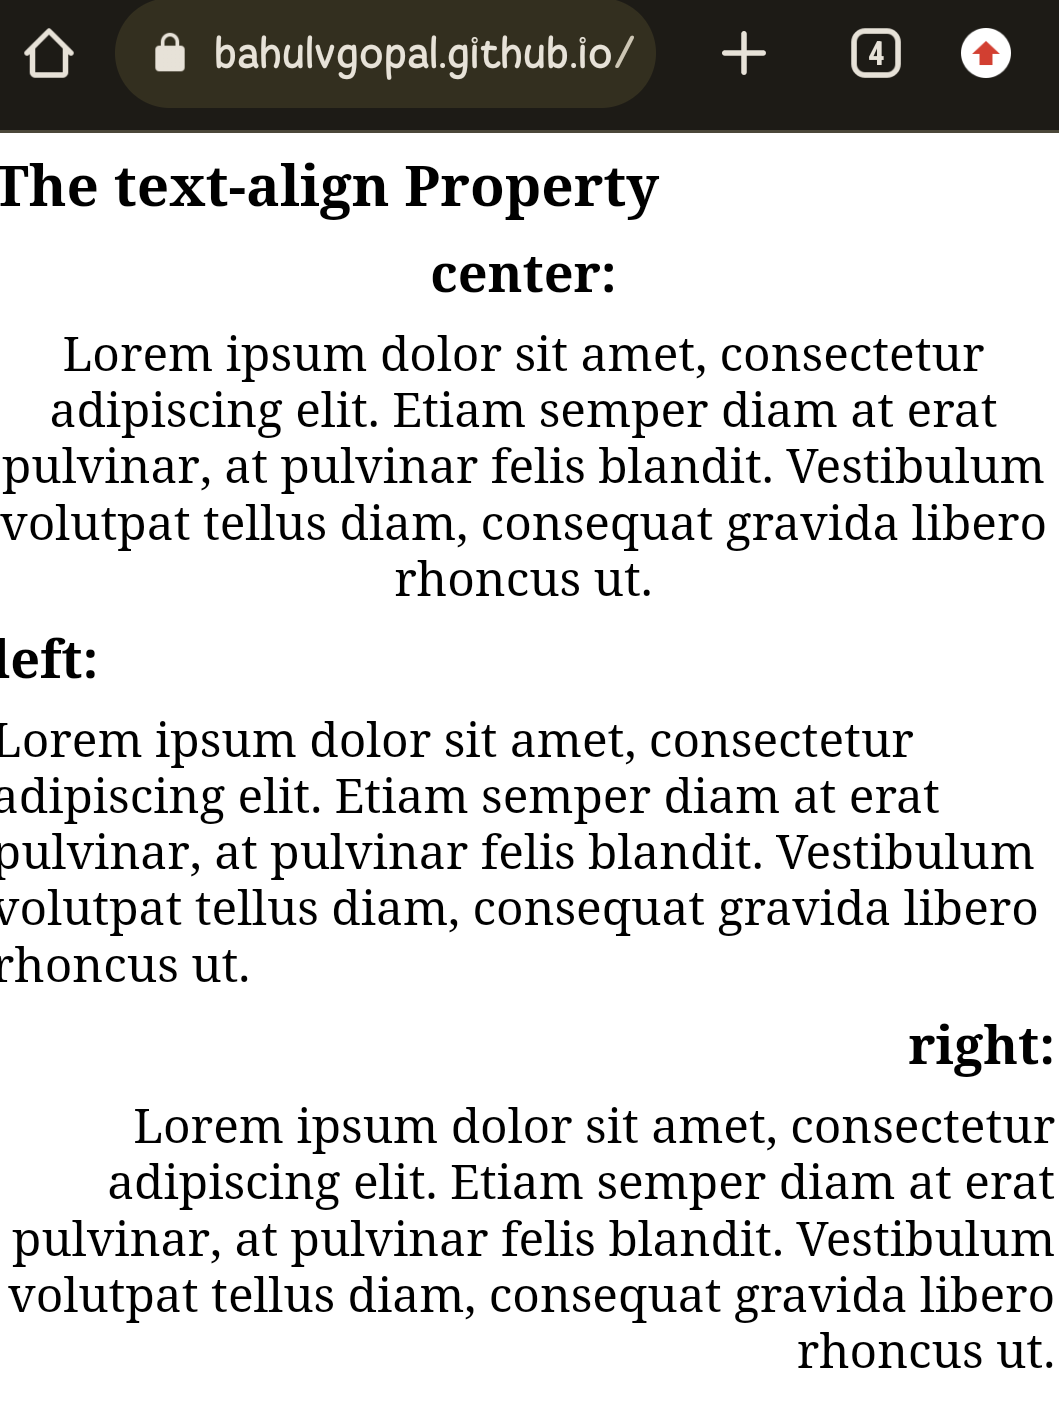 bahulvgopal.github.io/
4
The text-align Property
center:
Lorem ipsum dolor sit amet, consectetur
adipiscing elit. Etiam semper diam at erat
pulvinar, at pulvinar felis blandit. Vestibulum
volutpat tellus diam, consequat gravida libero
rhoncus ut.
left:
Lorem ipsum dolor sit amet, consectetur
adipiscing elit. Etiam semper diam at erat
pulvinar, at pulvinar felis blandit. Vestibulum
volutpat tellus diam, consequat gravida libero
rhoncus ut.
right:
Lorem ipsum dolor sit amet, consectetur
adipiscing elit. Etiam semper diam at erat
pulvinar, at pulvinar felis blandit. Vestibulum
volutpat tellus diam, consequat gravida libero
rhoncus ut.